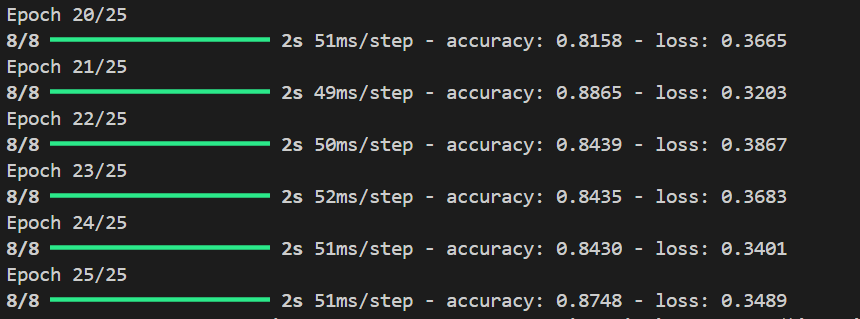 Epoch 20/25
8/8 2s 51ms/step - accuracy: 0.8158 - loss: 0.3665
Epoch 21/25
8/8 2s 49ms/step - accuracy: 0.8865 - loss: 0.3203
Epoch 22/25
8/8 2s 50ms/step - accuracy: 0.8439 - loss: 0.3867
Epoch 23/25
8/8 2s 52ms/step - accuracy: 0.8435 - loss: 0.3683
Epoch 24/25
8/8 2s 51ms/step - accuracy: 0.8430 - loss: 0.3401
Epoch 25/25
8/8 2s 51ms/step - accuracy: 0.8748 - loss: 0.3489